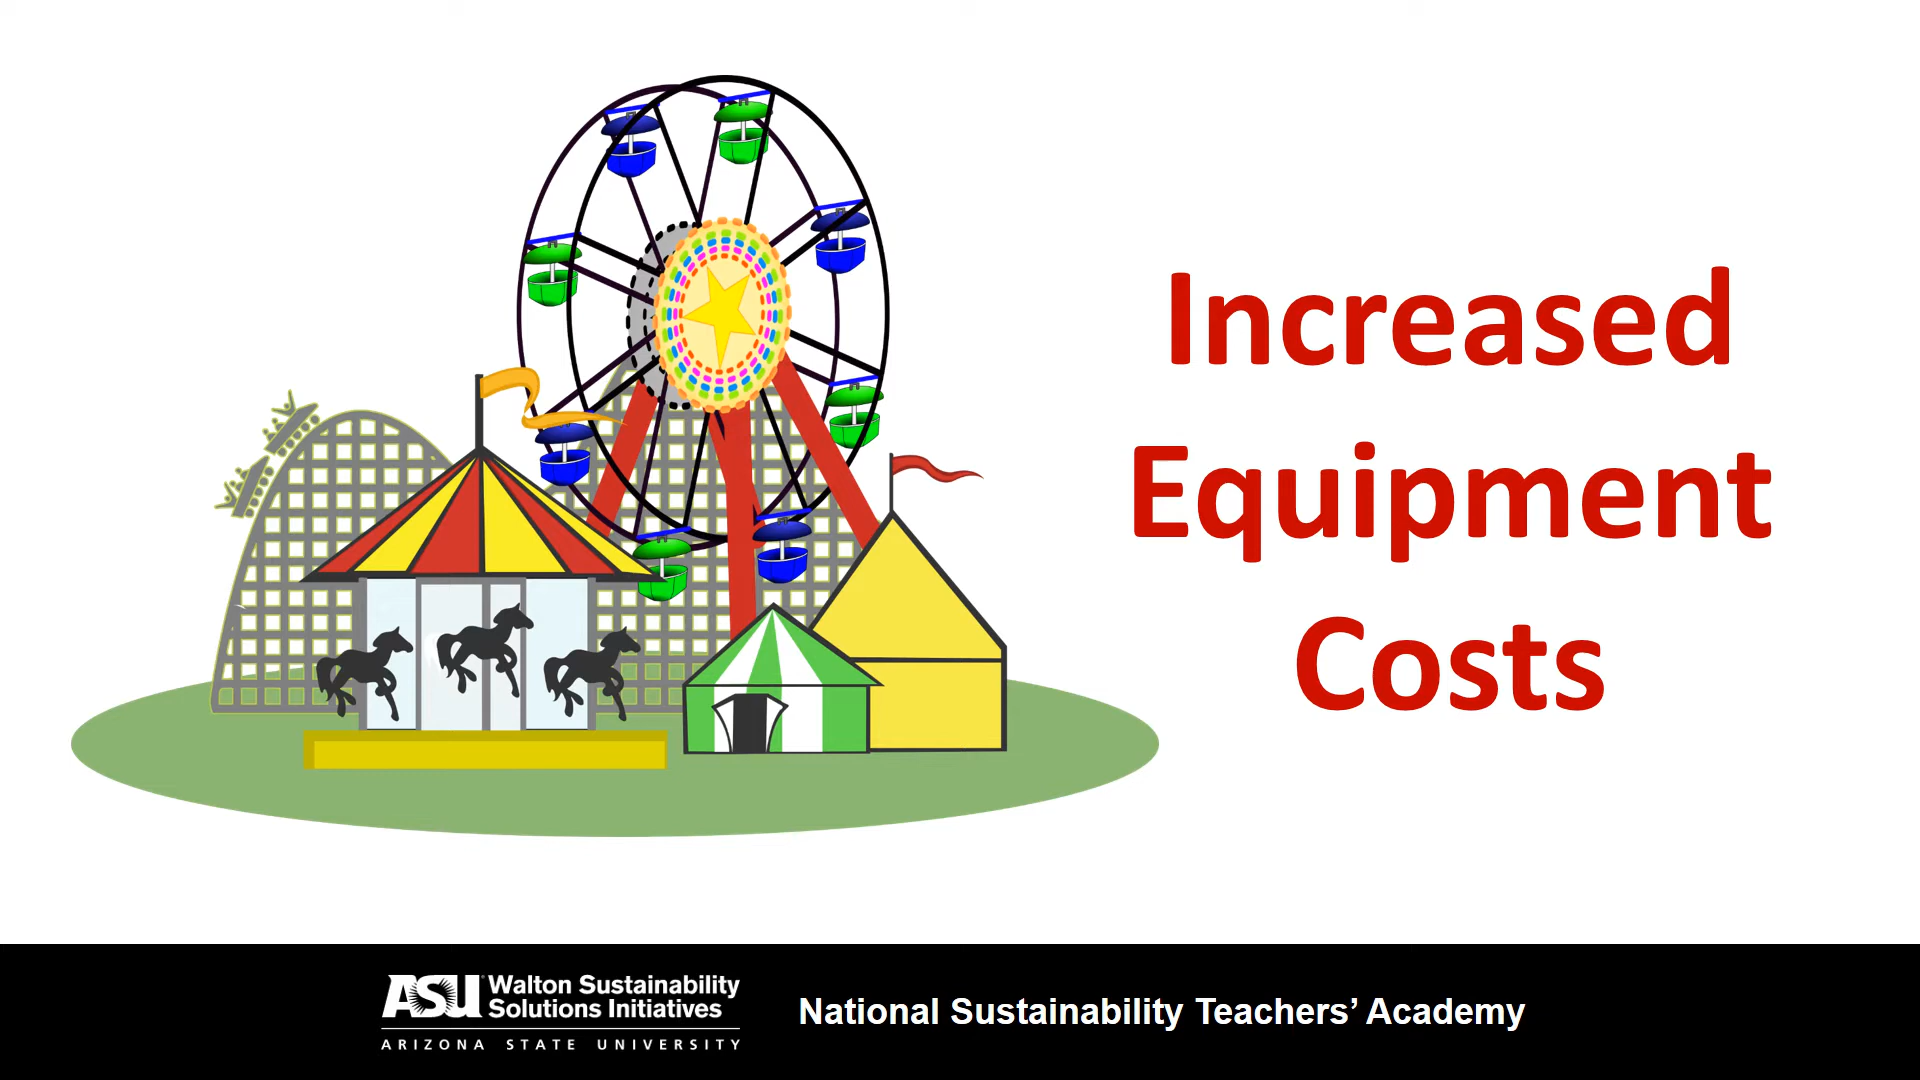 Increased
Equipment
Costs
ASU Walton Sustainability
Solutions Initiatives
ARIZONA STATE UNIVERSITY
National Sustainability Teachers’ Academy